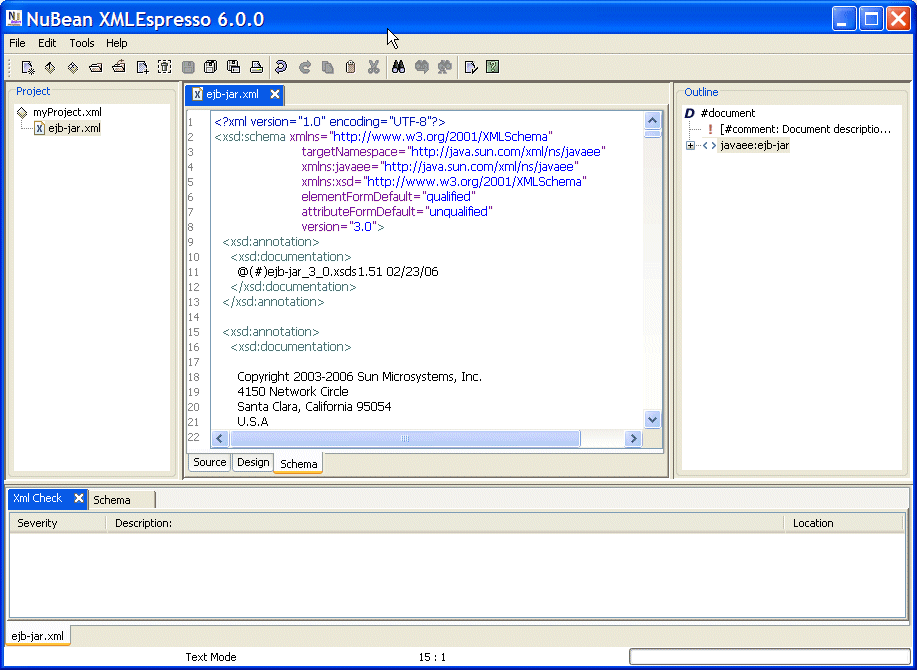 NuBean XMLEspresso 6.0.0
File Edit Tools Help
Project
myProject.xml
ejb-jar.xml
ejb-jar.xml
1 <?xml version="1.0" encoding="UTF-8"?>
2 <xsd:schema xmlns="http://www.w3.org/2001/XMLSchema"
3 targetNamespace="http://java.sun.com/xml/ns/javaee"
4 xmlns:javaee="http://java.sun.com/xml/ns/javaee"
5 xmlns:xsd="http://www.w3.org/2001/XMLSchema"
6 elementFormDefault="qualified"
7 attributeFormDefault="unqualified"
8 version="3.0">
9 <xsd:annotation>
10 <xsd:documentation>
11 @(#)ejb-jar_3_0.xsds1.51 02/23/06
12 </xsd:documentation>
13 </xsd:annotation>
14
15 <xsd:annotation>
16 <xsd:documentation>
17
18 Copyright 2003-2006 Sun Microsystems, Inc.
19 4150 Network Circle
20 Santa Clara, California 95054
21 U.S.A
22
Source Design Schema
Outline
D #document
! [#comment: Document descriptio...
<> javaee:ejb-jar
Xml Check Schema
Severity Description: Location
ejb-jar.xml
Text Mode 15 : 1